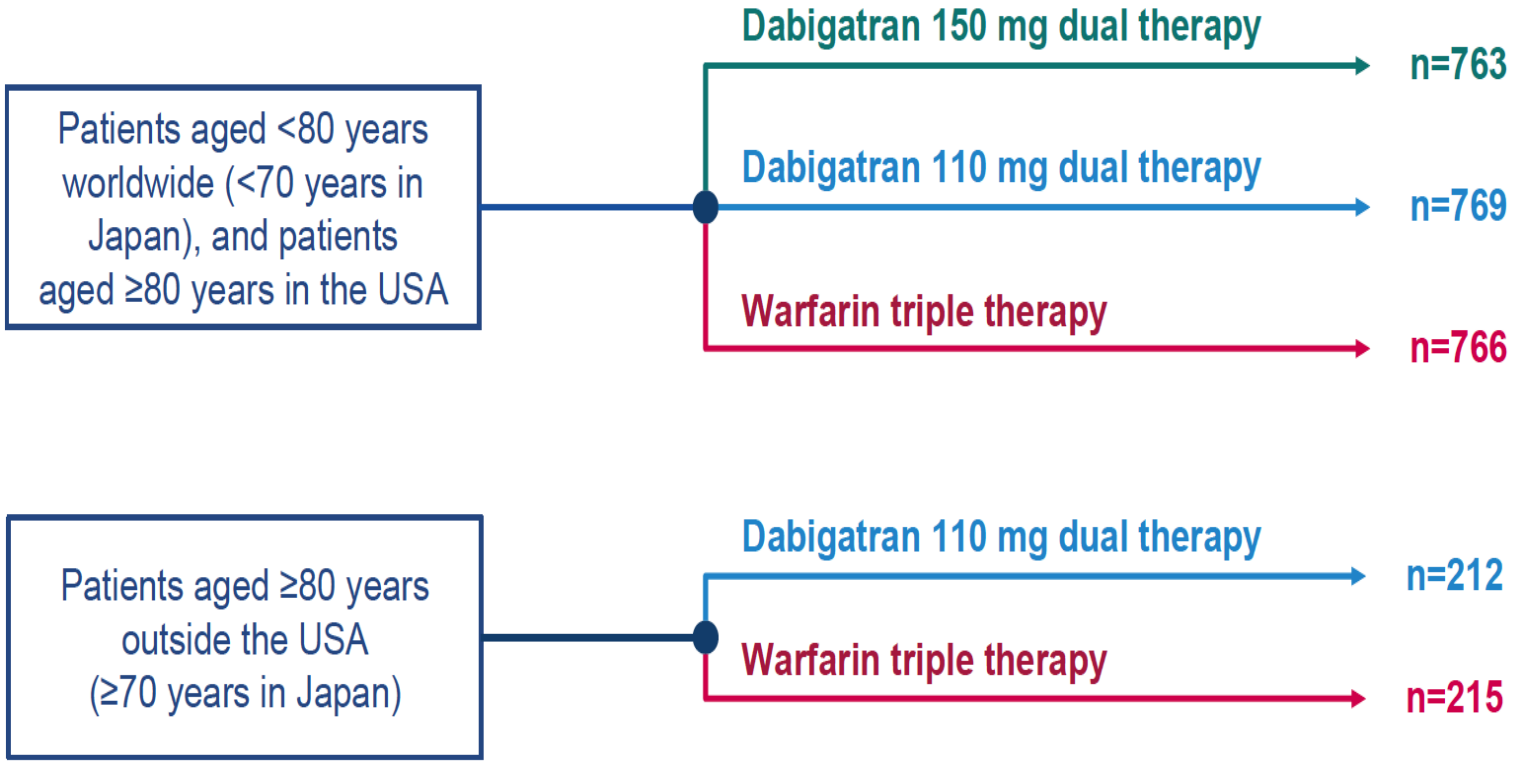 Dabigatran 150 mg dual therapy
n=763
Patients aged <80 years
worldwide (<70 years in
Japan), and patients
aged ≥80 years in the USA
Dabigatran 110 mg dual therapy
n=769
Warfarin triple therapy
n=766
Patients aged ≥80 years
outside the USA
(≥70 years in Japan)
Dabigatran 110 mg dual therapy
n=212
Warfarin triple therapy
n=215